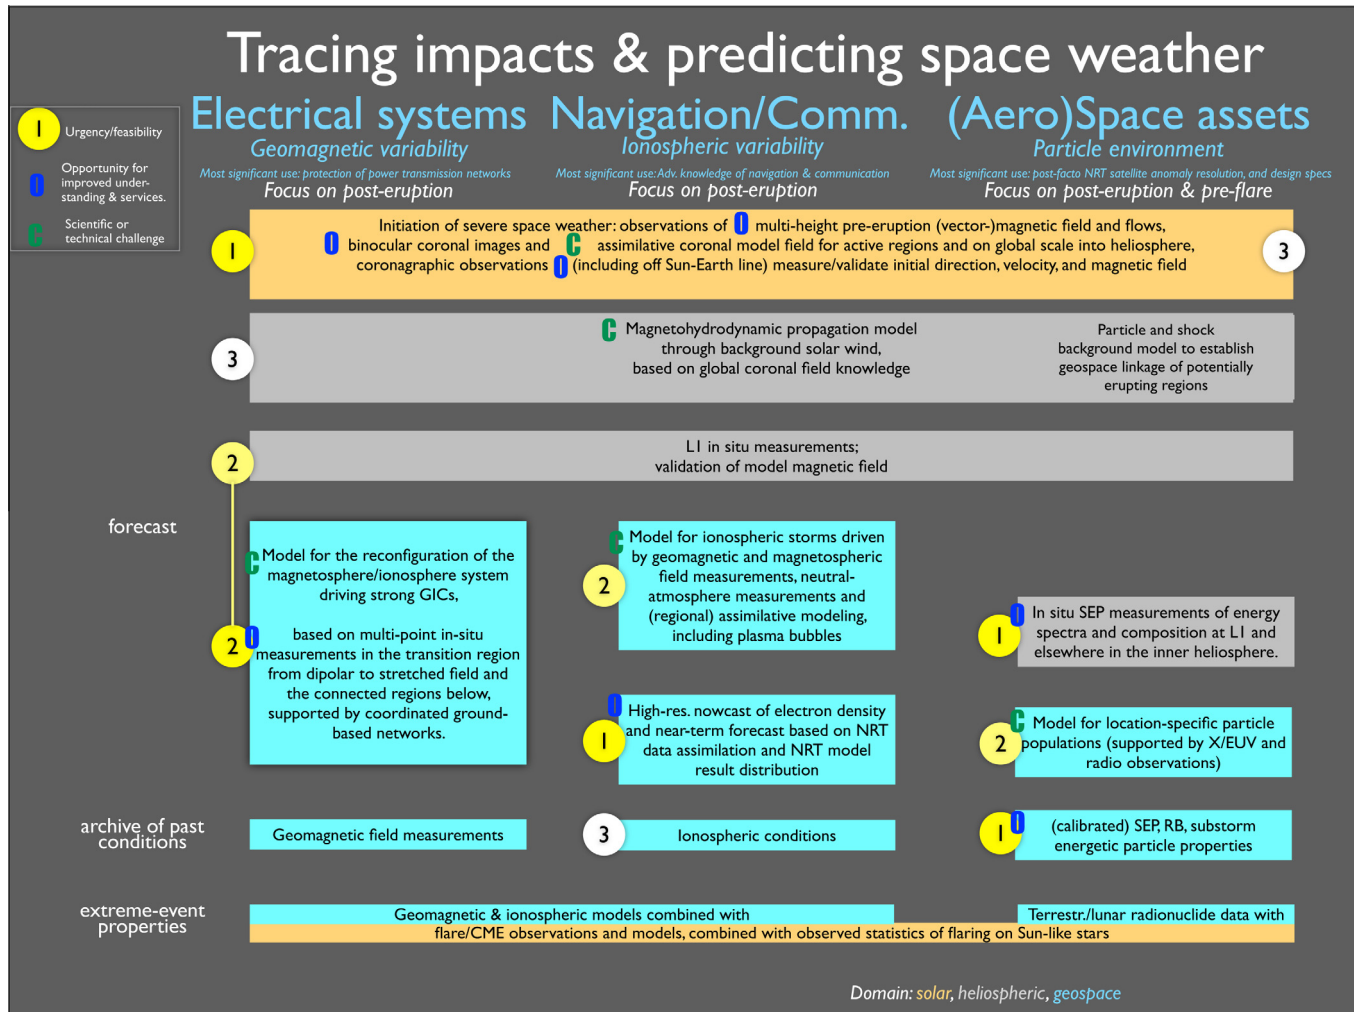 Tracing impacts & predicting space weather
1 Urgency/feasibility
O Opportunity for
improved under-
standing & services.
C Scientific or
technical challenge
Electrical systems
Geomagnetic variability
Most significant use: protection of power transmission networks
Focus on post-eruption
Navigation/Comm.
Ionospheric variability
Most significant use: Adv. knowledge of navigation & communication
Focus on post-eruption
(Aero)Space assets
Particle environment
Most significant use: post-facto NRT satellite anomaly resolution, and design specs
Focus on post-eruption & pre-flare
1
Initiation of severe space weather: observations of O multi-height pre-eruption (vector-)magnetic field and flows,
O binocular coronal images and C assimilative coronal model field for active regions and on global scale into heliosphere,
coronagraphic observations O (including off Sun-Earth line) measure/validate initial direction, velocity, and magnetic field
3
3
C Magnetohydrodynamic propagation model
through background solar wind,
based on global coronal field knowledge
Particle and shock
background model to establish
geospace linkage of potentially
erupting regions
2
L1 in situ measurements;
validation of model magnetic field
forecast
C Model for the reconfiguration of the
magnetosphere/ionosphere system
driving strong GICs,
2
O based on multi-point in-situ
measurements in the transition region
from dipolar to stretched field and
the connected regions below,
supported by coordinated ground-
based networks.
C Model for ionospheric storms driven
by geomagnetic and magnetospheric
2 field measurements, neutral-
atmosphere measurements and
(regional) assimilative modeling,
including plasma bubbles
O High-res. nowcast of electron density
1 and near-term forecast based on NRT
data assimilation and NRT model
result distribution
O In situ SEP measurements of energy
1 spectra and composition at L1 and
elsewhere in the inner heliosphere.
C Model for location-specific particle
2 populations (supported by X/EUV and
radio observations)
archive of past
conditions
Geomagnetic field measurements
3 Ionospheric conditions
1 O (calibrated) SEP, RB, substorm
energetic particle properties
extreme-event
properties
Geomagnetic & ionospheric models combined with
Terrestr./lunar radionuclide data with
flare/CME observations and models, combined with observed statistics of flaring on Sun-like stars
Domain: solar, heliospheric, geospace